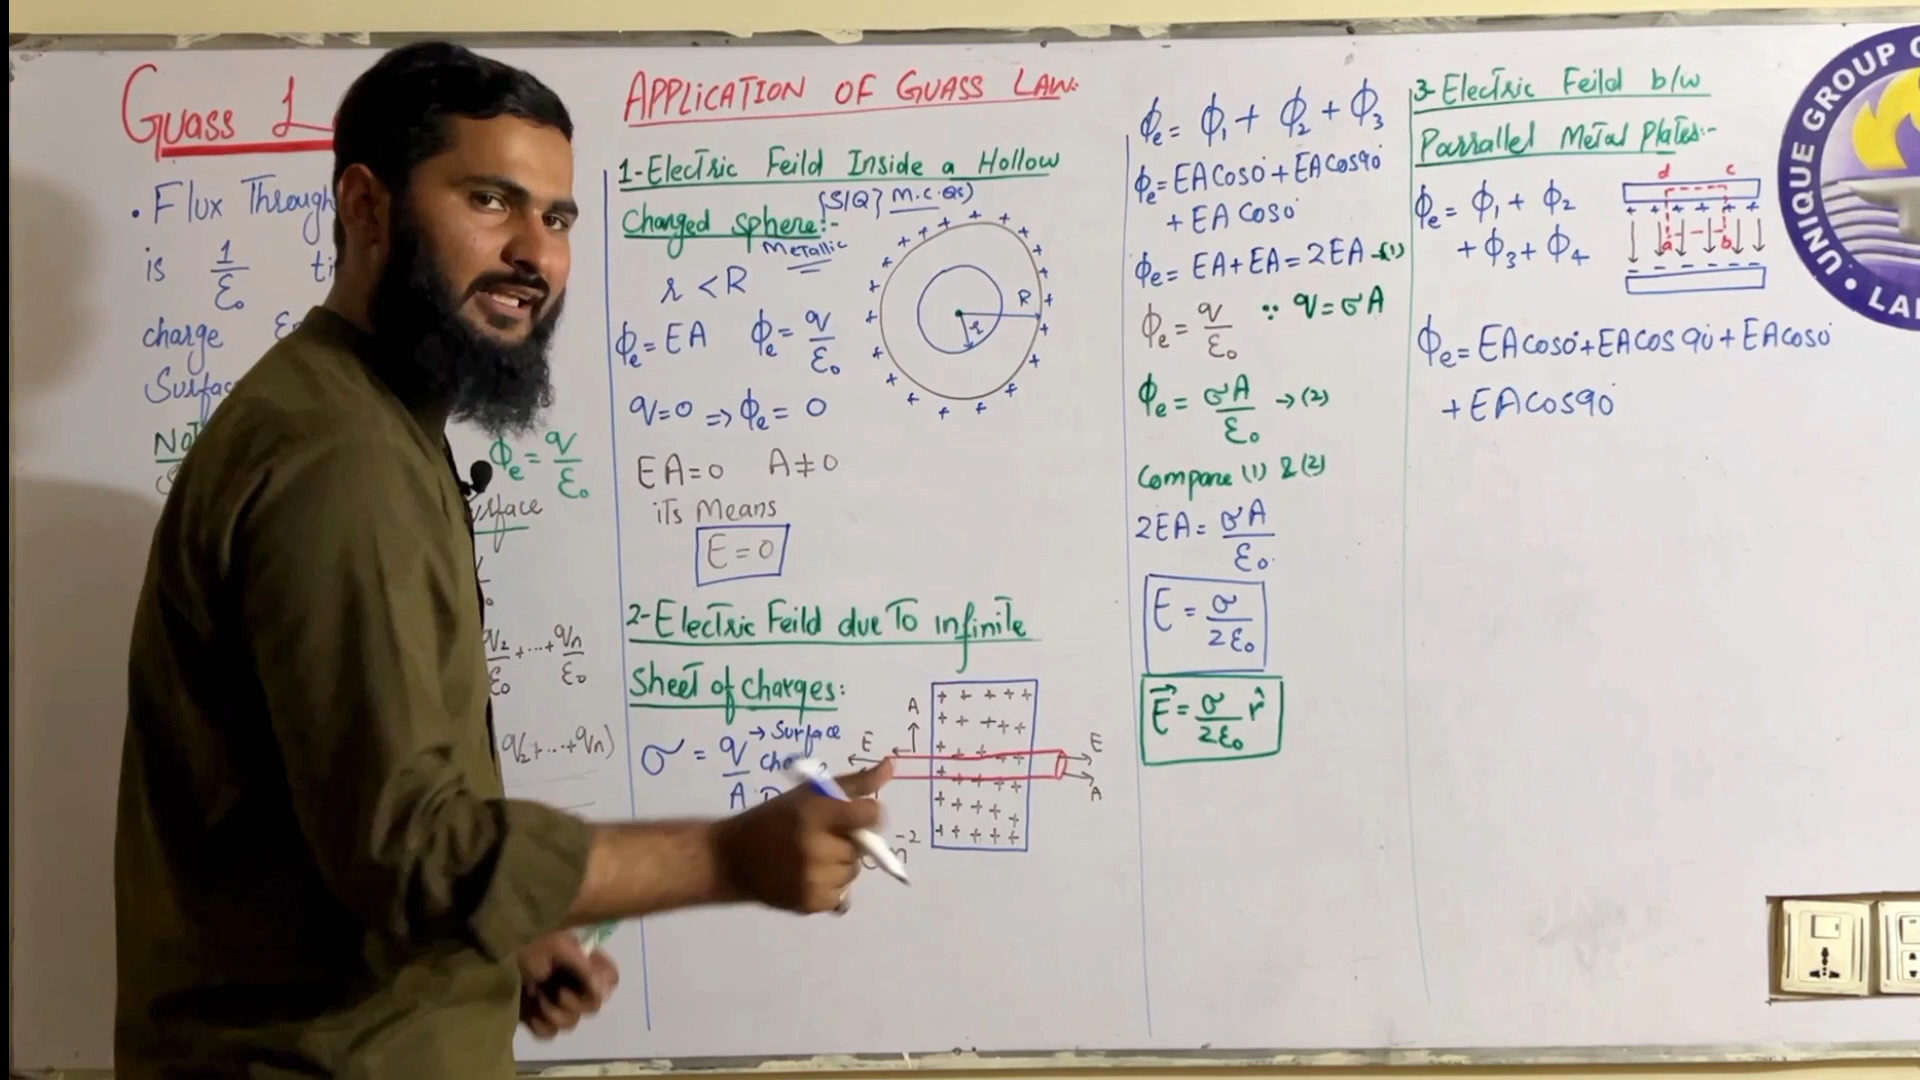 Guass L
. Flux Through
is 1/ε₀
charge
Surfac
Not
Φe = q/ε₀
rface
q₂/ε₀ + ... + qn/ε₀
q₂ + ... + qn)
APPLICATION OF GUASS LAW:
1-Electric Feild Inside a Hollow
{S/Q} M.C.Qs)
Charged sphere:-
Metallic
r < R
Φe = EA Φe = q/ε₀
q=0 => Φe = 0
EA=0 A≠0
its Means
E = 0
R
r
2-Electric Feild due To infinite
Sheet of charges:
σ = q/A → Surface
m⁻²
A
E
E
A
Φe = Φ₁ + Φ₂ + Φ₃
Φe = EACos0° + EACos90°
+ EA Cos0°
Φe = EA + EA = 2EA →(1)
Φe = q/ε₀ ∵ q = σA
Φe = σA/ε₀ → (2)
Compare (1) & (2)
2EA = σA/ε₀
E = σ/2ε₀
E⃗ = σ/2ε₀ r̂
3-Electric Feild b/w
Parralled Metal Plates:-
Φe = Φ₁ + Φ₂
+ Φ₃ + Φ₄
d c
a b
Φe = EAcos0° + EAcos90° + EAcos0°
+ EAcos90°
UNIQUE GROUP
LA